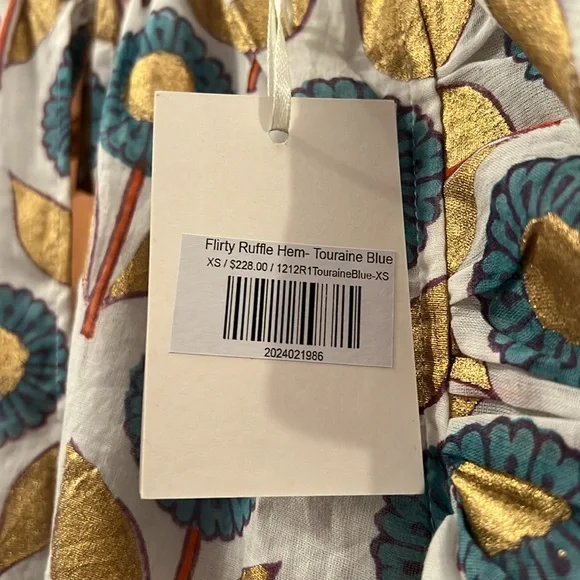 Flirty Ruffle Hem- Touraine Blue
XS / $228.00 / 1212R1TouraineBlue-XS
2024021986